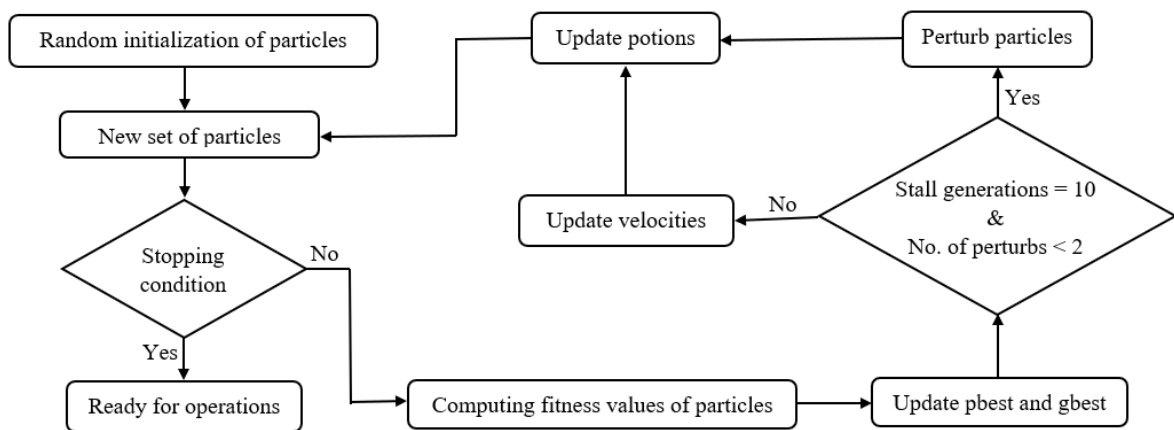 Random initialization of particles
New set of particles
Stopping
condition
No
Yes
Ready for operations
Computing fitness values of particles
Update pbest and gbest
Stall generations = 10
&
No. of perturbs < 2
Yes
No
Perturb particles
Update velocities
Update potions